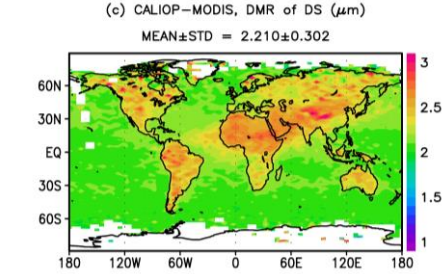 (c) CALIOP-MODIS, DMR of DS (μm)
MEAN±STD = 2.210±0.302
60N
30N
EQ
30S
60S
180 120W 60W 0 60E 120E 180
3
2.5
2
1.5
1